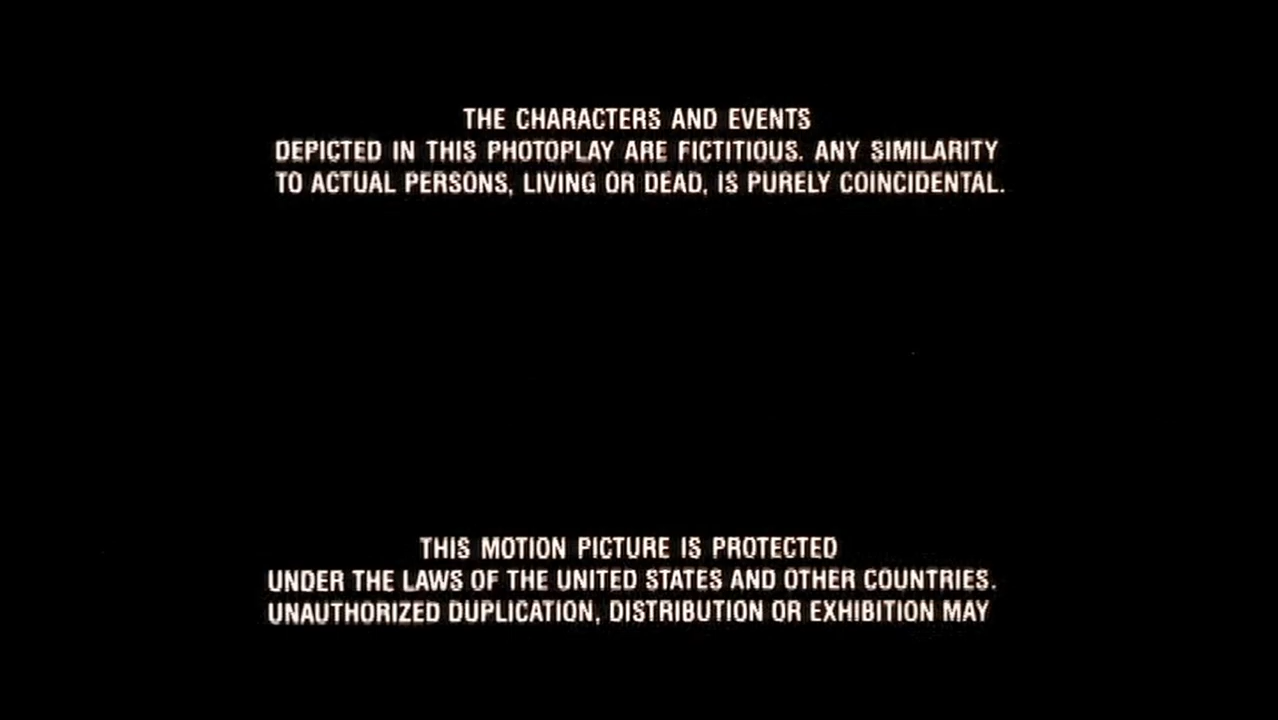 THE CHARACTERS AND EVENTS
DEPICTED IN THIS PHOTOPLAY ARE FICTITIOUS. ANY SIMILARITY
TO ACTUAL PERSONS, LIVING OR DEAD, IS PURELY COINCIDENTAL.
THIS MOTION PICTURE IS PROTECTED
UNDER THE LAWS OF THE UNITED STATES AND OTHER COUNTRIES.
UNAUTHORIZED DUPLICATION, DISTRIBUTION OR EXHIBITION MAY